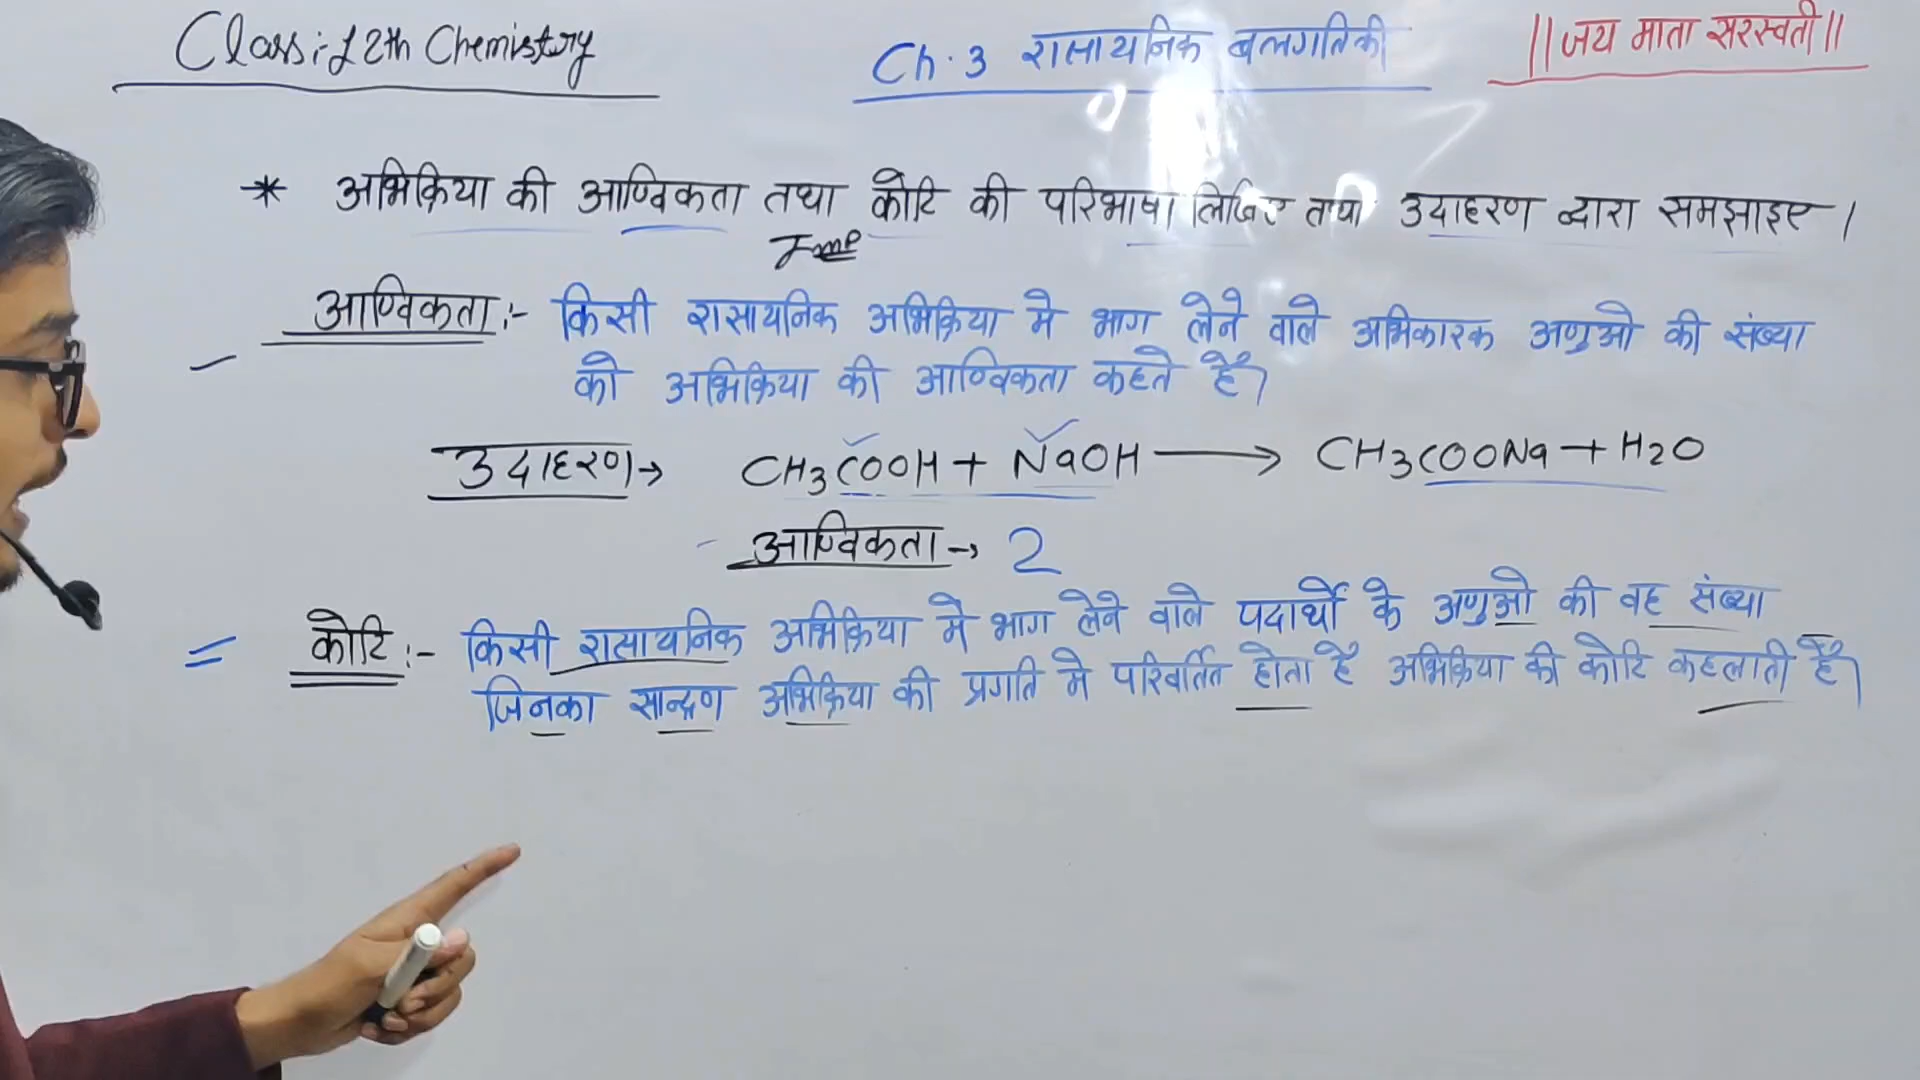 Class:-12th Chemistry
Ch.3 रासायनिक बलगतिकी
||जय माता सरस्वती||
* अभिक्रिया की आण्विकता तथा कोटि की परिभाषा लिखिए तथा उदाहरण द्वारा समझाइए।
Imp
आण्विकता:- किसी रासायनिक अभिक्रिया मे भाग लेने वाले अभिकारक अणुओ की संख्या
को अभिक्रिया की आण्विकता कहते है।
उदाहरण→ CH3COOH + NaOH → CH3COONa + H2O
आण्विकता→ 2
= कोटि:- किसी रासायनिक अभिक्रिया मे भाग लेने वाले पदार्थो के अणुओ की वह संख्या
जिनका सान्द्रण अभिक्रिया की प्रगति मे परिवर्तित होता है अभिक्रिया की कोटि कहलाती है।